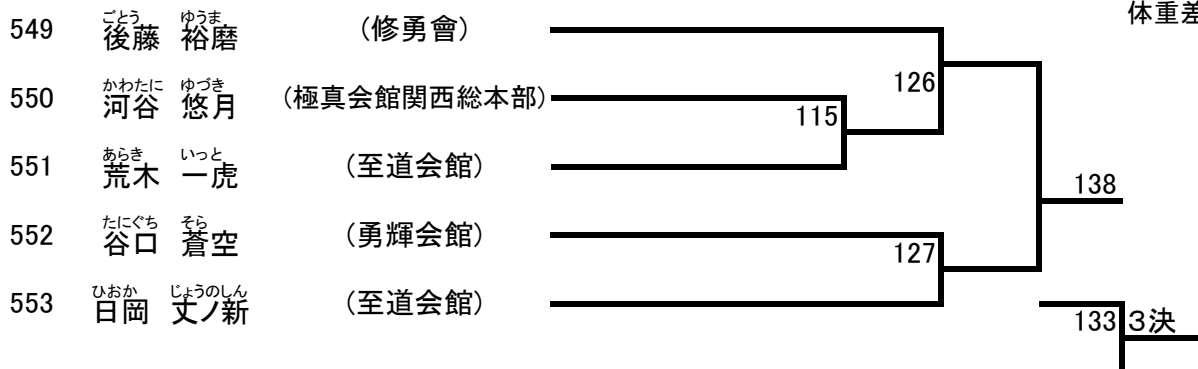 体重差
549 後藤 裕磨 (修勇會)
ごとう ゆうま
126
550 河谷 悠月 (極真会館関西総本部)
かわたに ゆづき
115
551 荒木 一虎 (至道会館)
あらき いっと
138
552 谷口 蒼空 (勇輝会館)
たにぐち そら
127
553 日岡 丈ノ新 (至道会館)
ひおか じょうのしん
133 3決